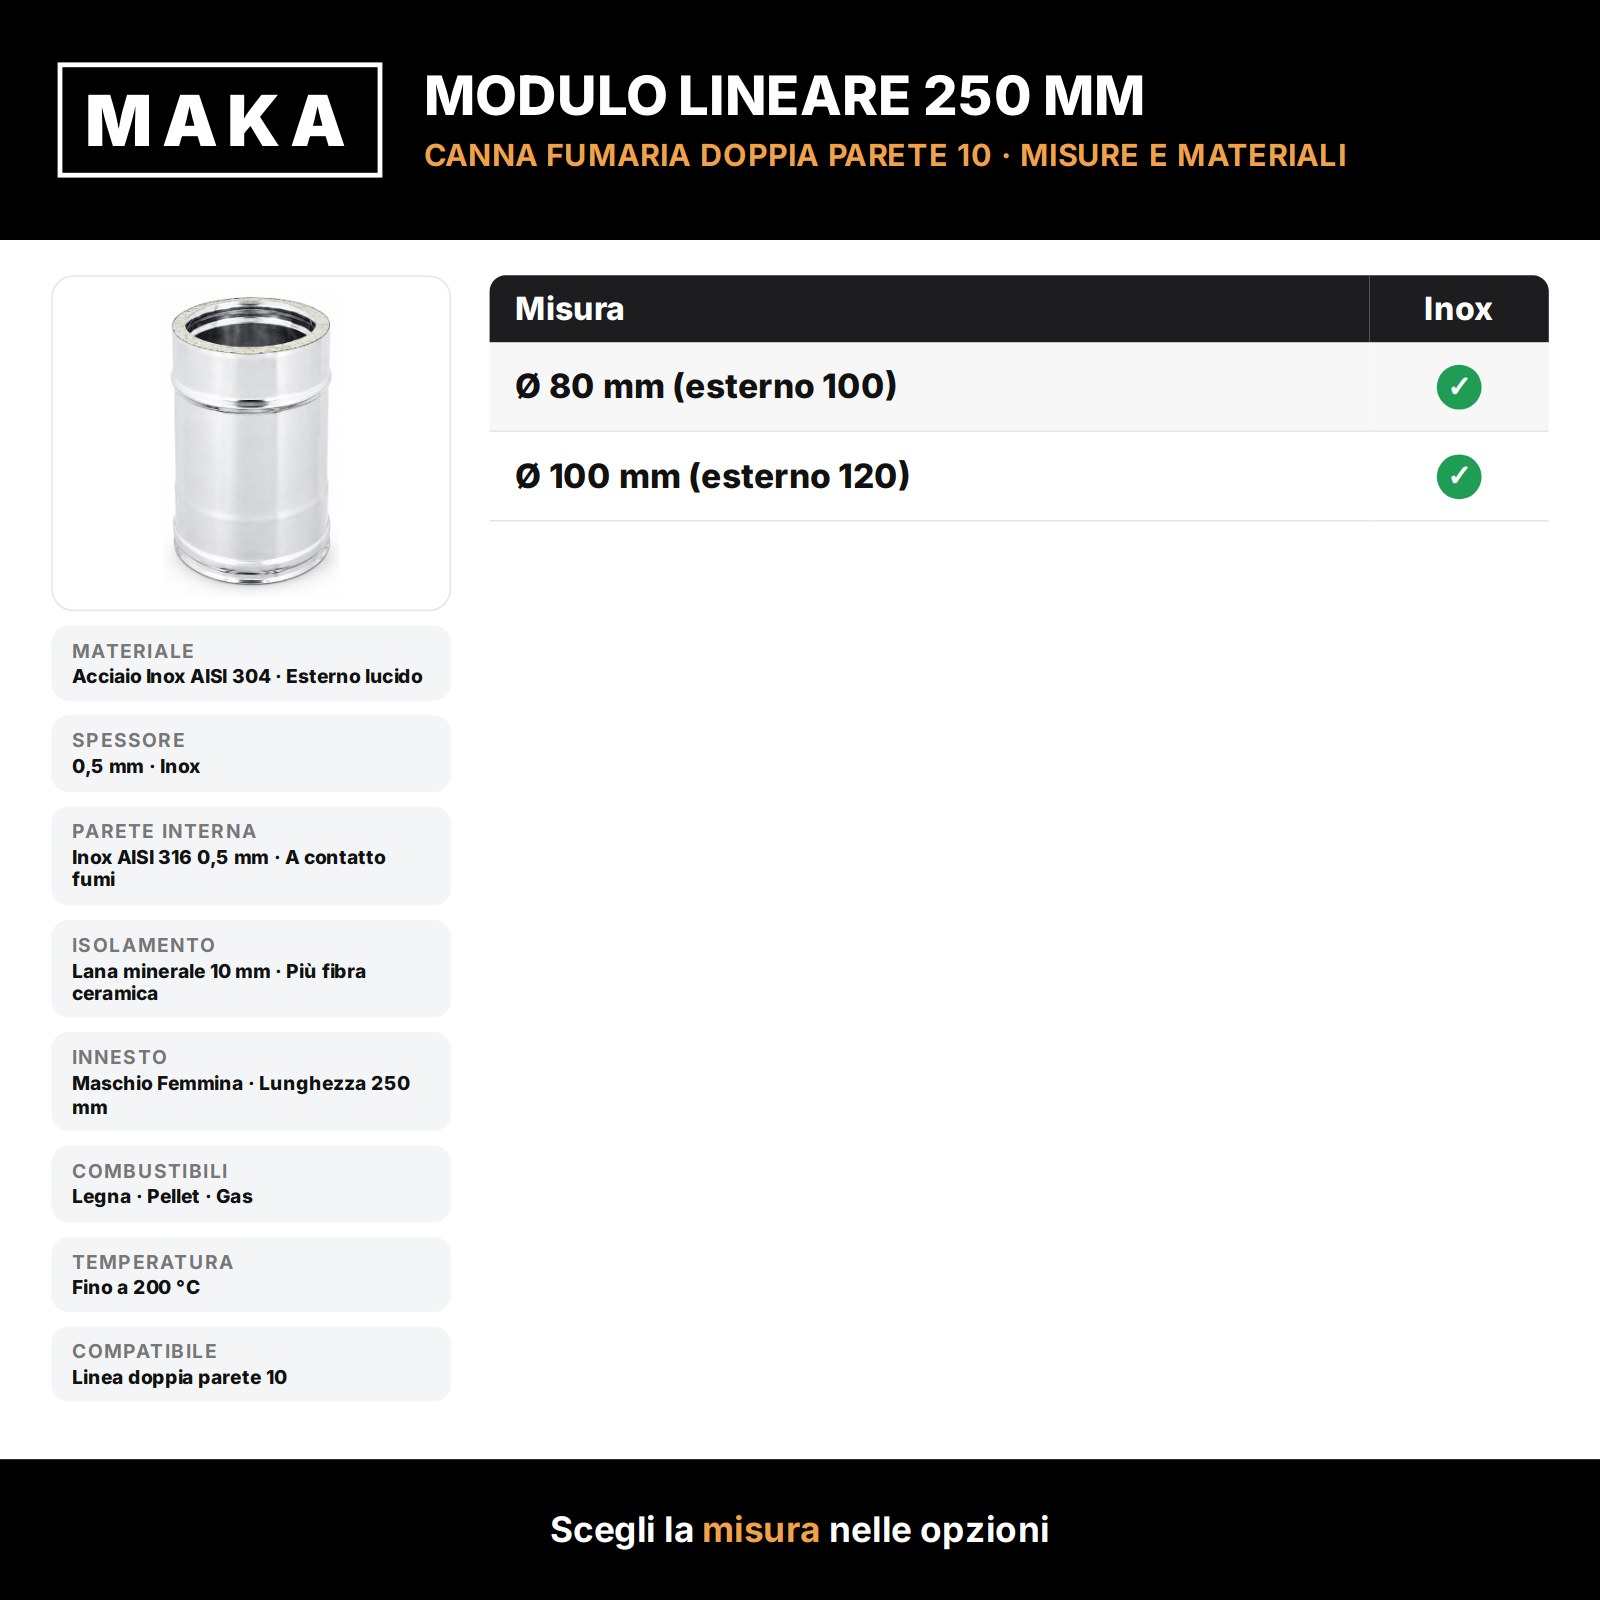 MAKA
MODULO LINEARE 250 MM
CANNA FUMARIA DOPPIA PARETE 10 · MISURE E MATERIALI
Misura Inox
Ø 80 mm (esterno 100) ✓
Ø 100 mm (esterno 120) ✓
MATERIALE
Acciaio Inox AISI 304 · Esterno lucido
SPESSORE
0,5 mm · Inox
PARETE INTERNA
Inox AISI 316 0,5 mm · A contatto
fumi
ISOLAMENTO
Lana minerale 10 mm · Più fibra
ceramica
INNESTO
Maschio Femmina · Lunghezza 250
mm
COMBUSTIBILI
Legna · Pellet · Gas
TEMPERATURA
Fino a 200 °C
COMPATIBILE
Linea doppia parete 10
Scegli la misura nelle opzioni